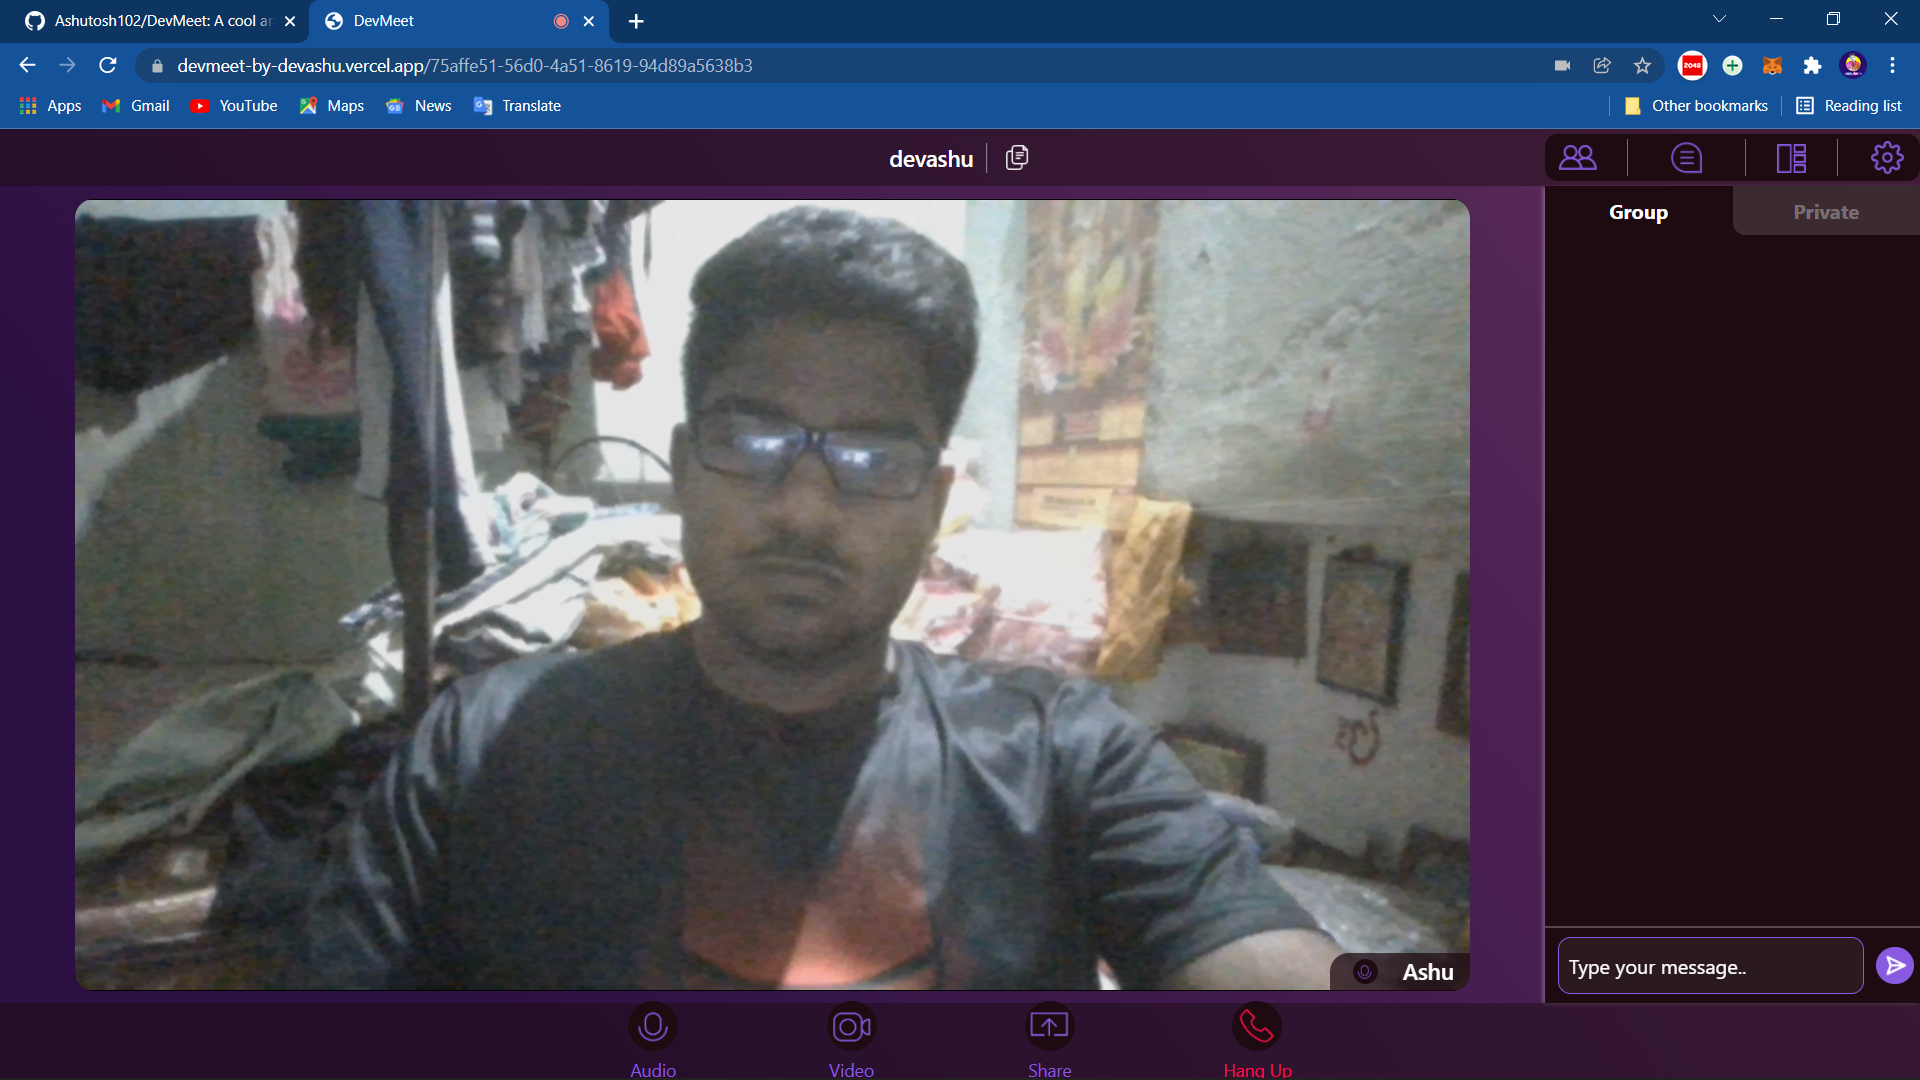 Ashutosh102/DevMeet: A cool ar
DevMeet
devmeet-by-devashu.vercel.app/75affe51-56d0-4a51-8619-94d89a5638b3
2048
Apps
Gmail
YouTube
Maps
News
Translate
Other bookmarks
Reading list
devashu
Group
Private
Ashu
Type your message..
Audio
Video
Share
Hang Up